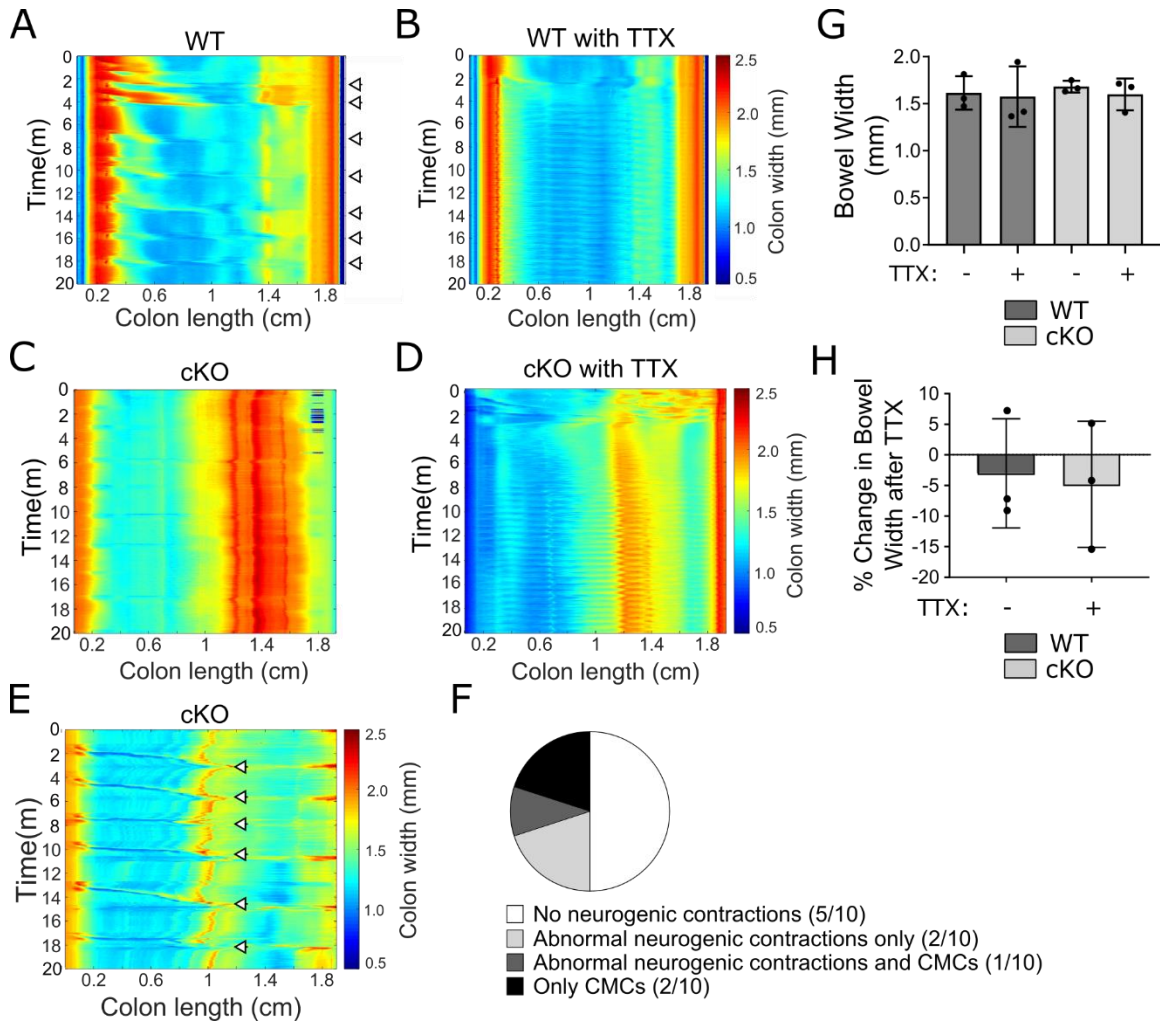 A
WT
0
2
4
6
8
10
12
14
16
18
20
Time(m)
0.2 0.6 1 1.4 1.8
Colon length (cm)
B
WT with TTX
0
2
4
6
8
10
12
14
16
18
20
Time(m)
0.2 0.6 1 1.4 1.8
Colon length (cm)
2.5
2.0
1.5
1.0
0.5
Colon width (mm)
C
cKO
0
2
4
6
8
10
12
14
16
18
20
Time(m)
0.2 0.6 1 1.4 1.8
Colon length (cm)
D
cKO with TTX
0
2
4
6
8
10
12
14
16
18
20
Time(m)
0.2 0.6 1 1.4 1.8
Colon length (cm)
2.5
2.0
1.5
1.0
0.5
Colon width (mm)
E
cKO
0
2
4
6
8
10
12
14
16
18
20
Time(m)
0.2 0.6 1 1.4 1.8
Colon length (cm)
2.5
2.0
1.5
1.0
0.5
Colon width (mm)
F
No neurogenic contractions (5/10)
Abnormal neurogenic contractions only (2/10)
Abnormal neurogenic contractions and CMCs (1/10)
Only CMCs (2/10)
G
Bowel Width
(mm)
2.0
1.5
1.0
0.5
0.0
TTX: - + - +
WT
cKO
H
% Change in Bowel
Width after TTX
10
5
0
-5
-10
-15
-20
TTX: - +
WT
cKO